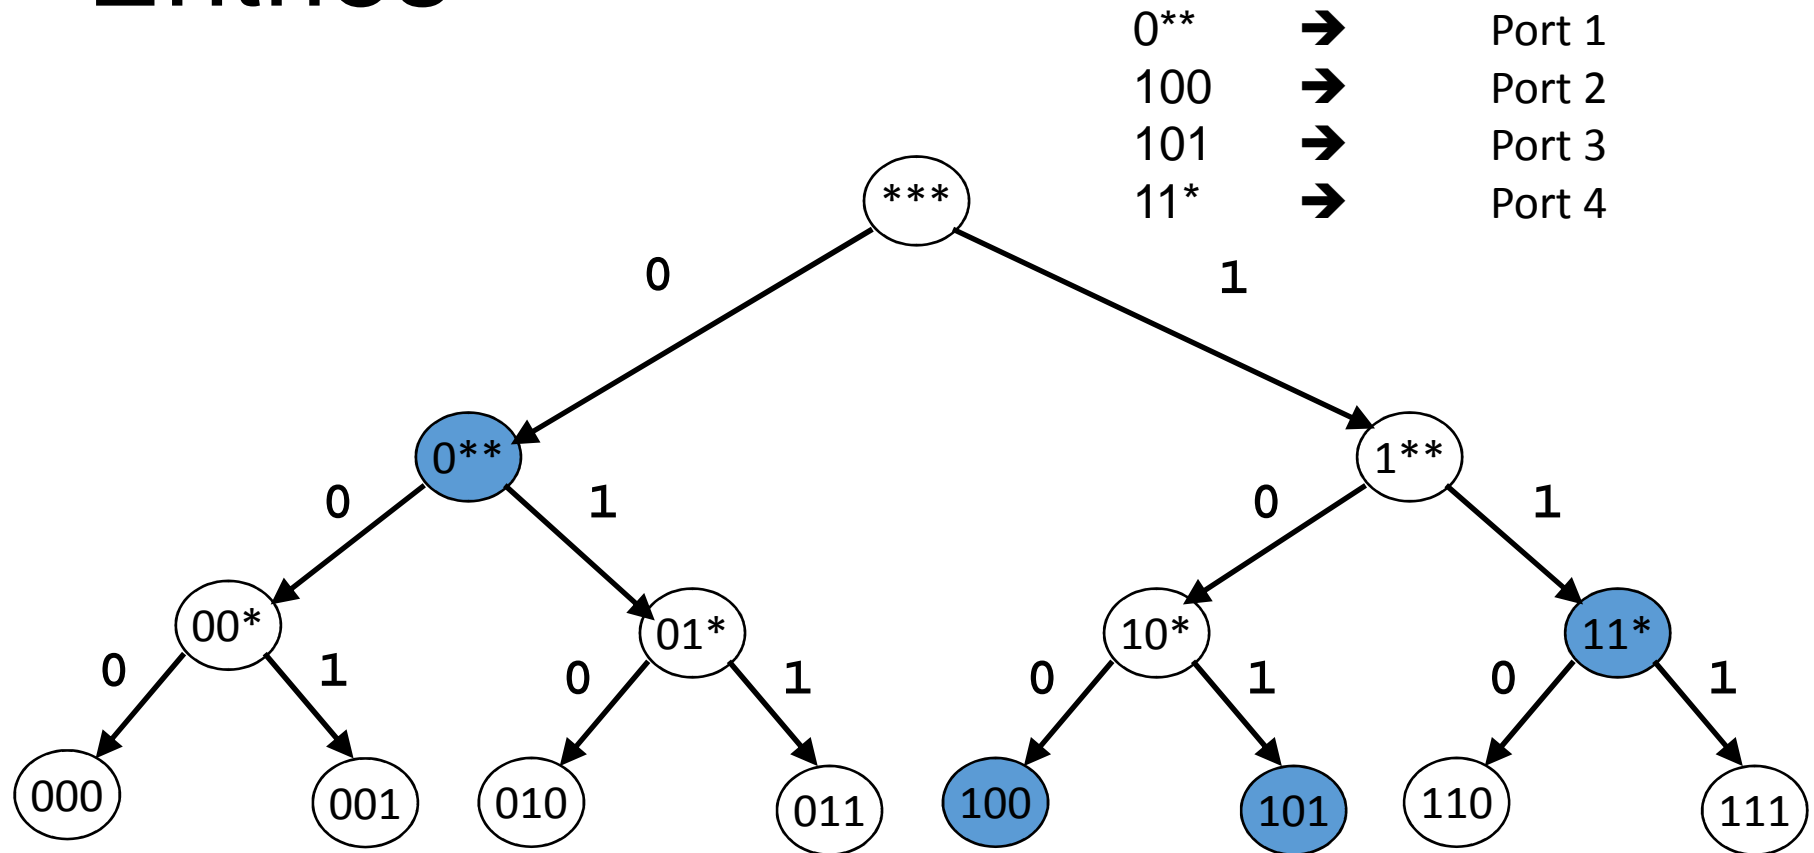 0** ➔ Port 1
100 ➔ Port 2
101 ➔ Port 3
11* ➔ Port 4
***
0 1
0** 1**
0 1 0 1
00* 01* 10* 11*
0 1 0 1 0 1 0 1
000 001 010 011 100 101 110 111